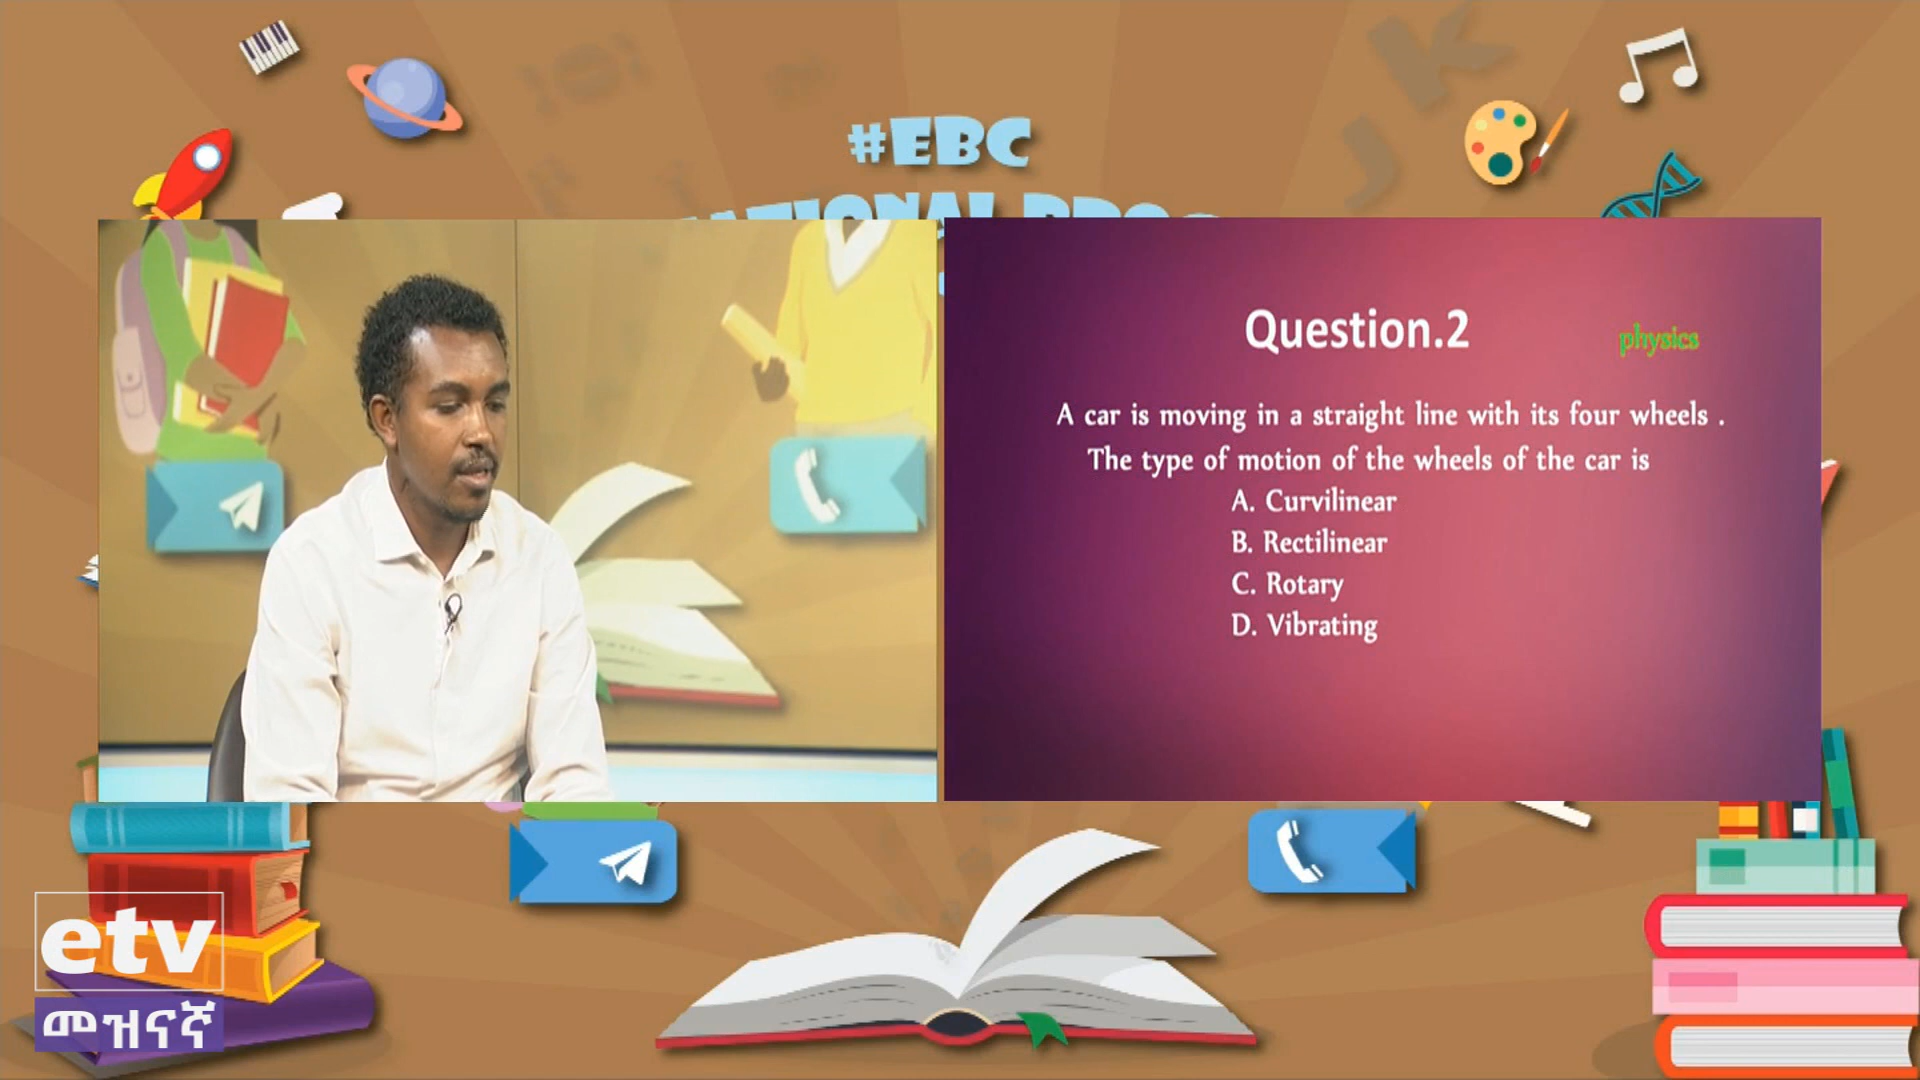 #EBC
NATIONAL
Question.2
physics
A car is moving in a straight line with its four wheels .
The type of motion of the wheels of the car is
A. Curvilinear
B. Rectilinear
C. Rotary
D. Vibrating
etv
መዝናኛ